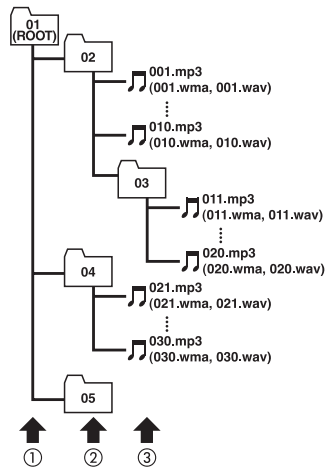 01
(ROOT)
02
001.mp3
(001.wma, 001.wav)
010.mp3
(010.wma, 010.wav)
03
011.mp3
(011.wma, 011.wav)
020.mp3
(020.wma, 020.wav)
04
021.mp3
(021.wma, 021.wav)
030.mp3
(030.wma, 030.wav)
05
① ② ③